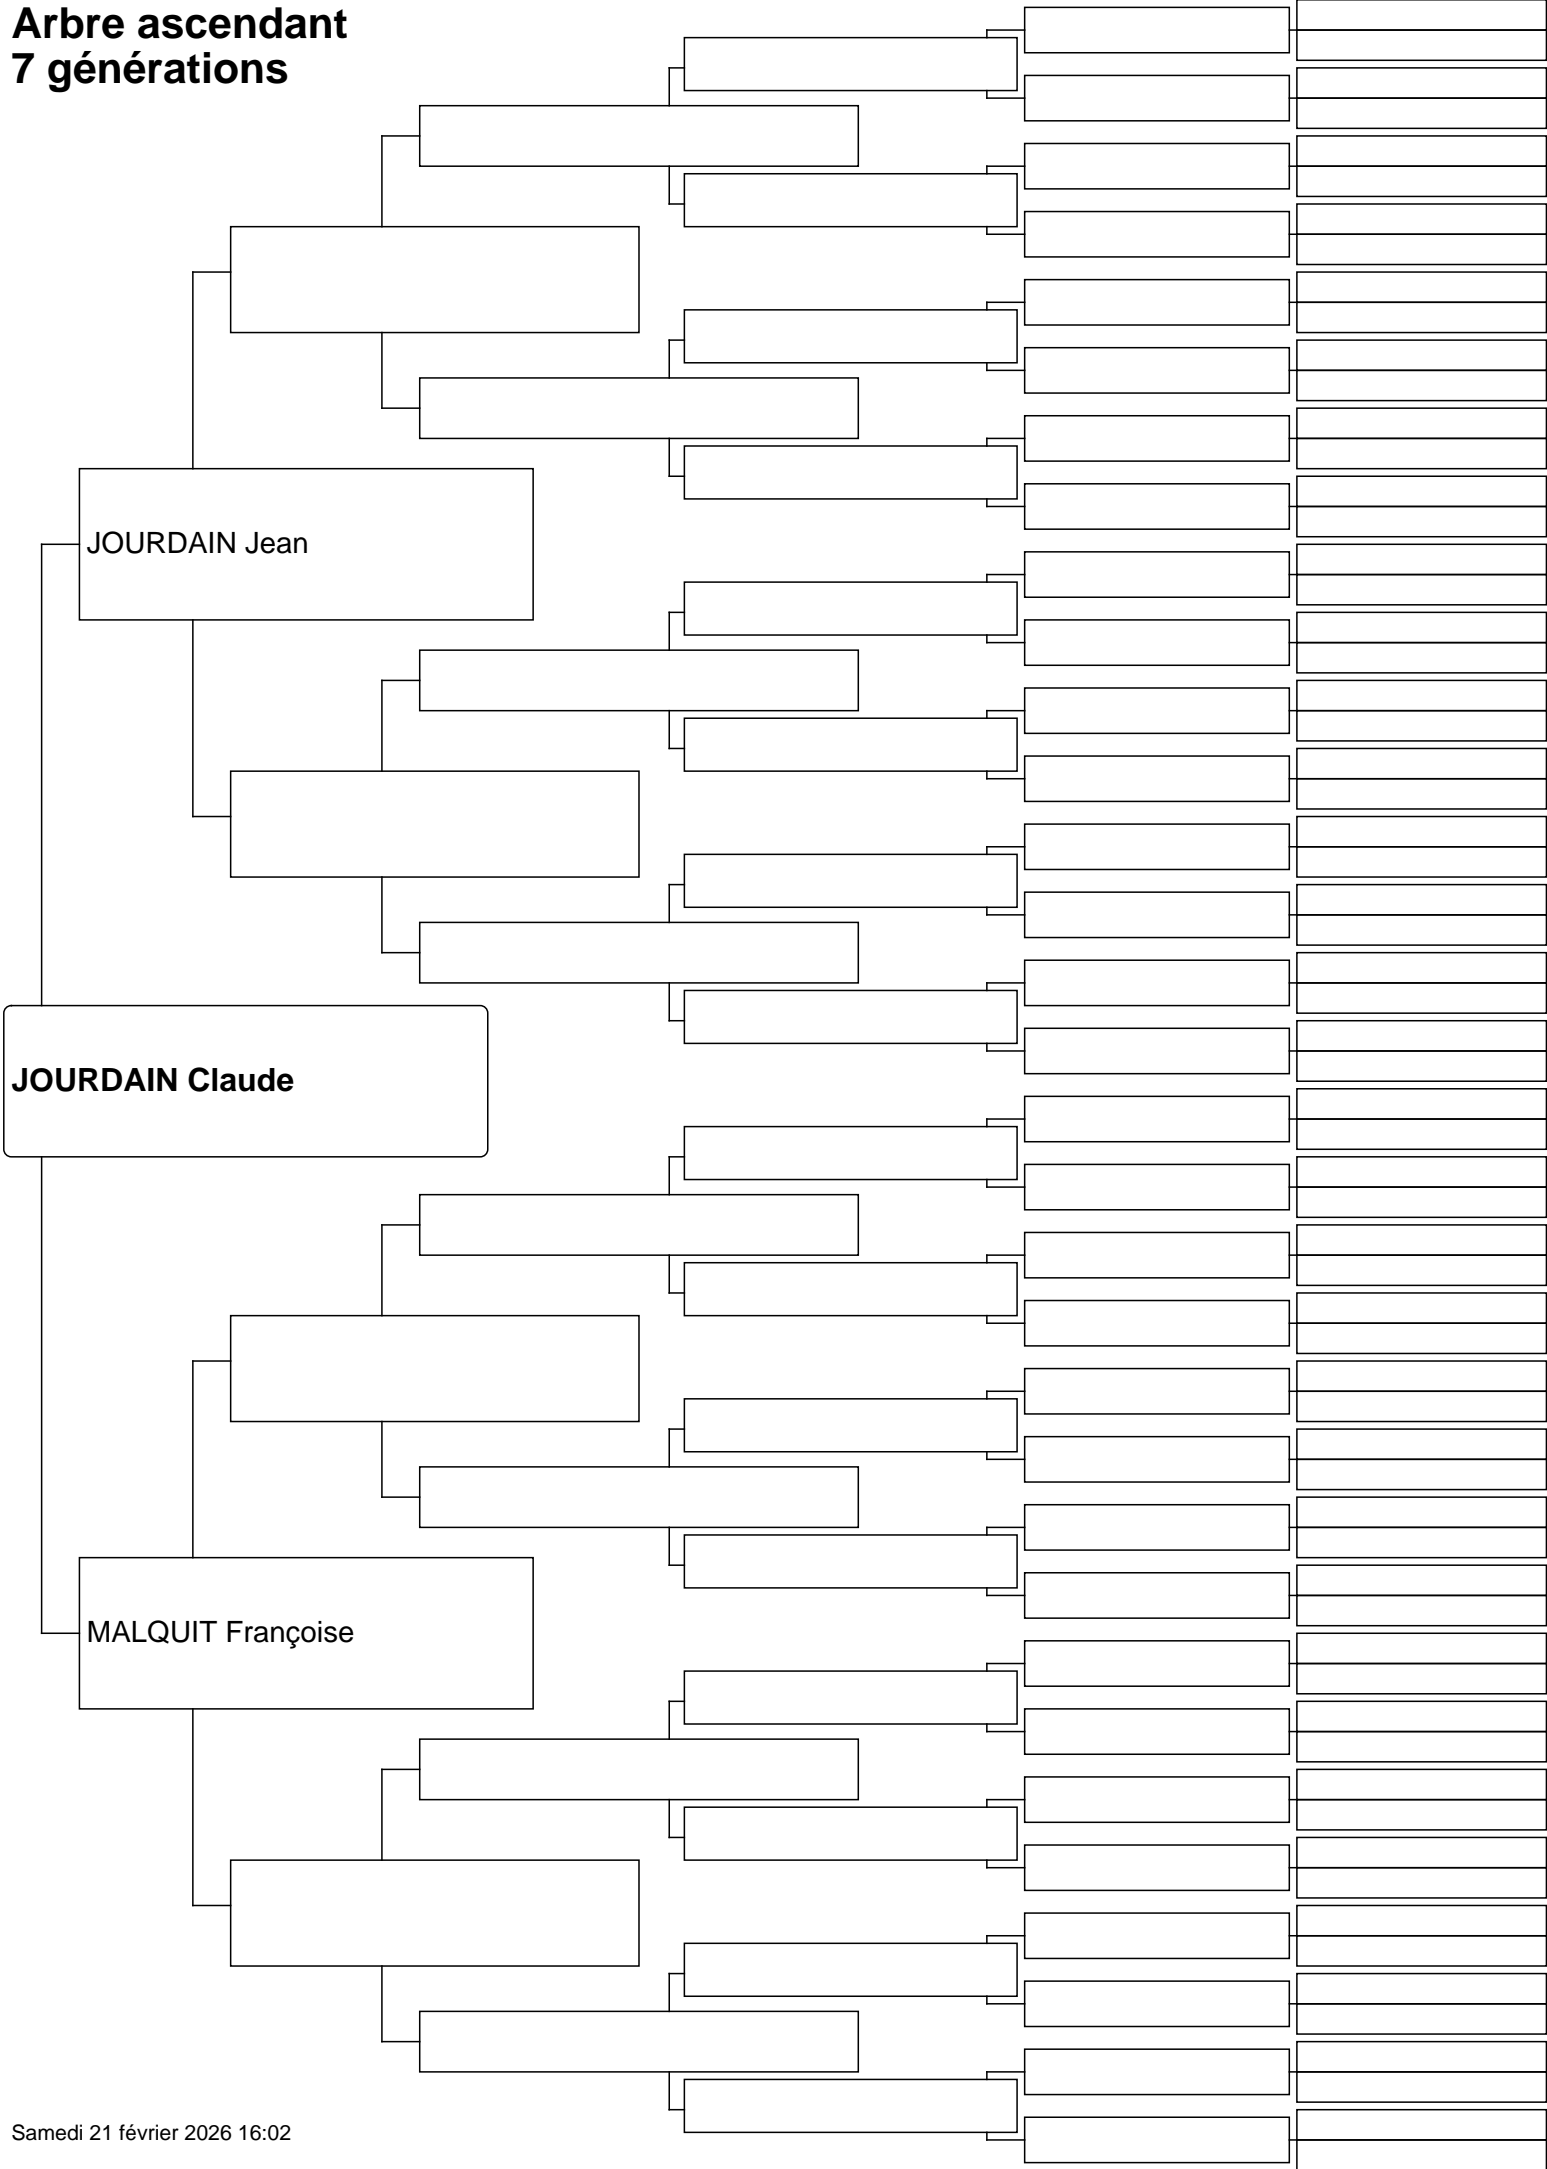 Arbre ascendant
7 générations
JOURDAIN Jean
JOURDAIN Claude
MALQUIT Françoise
Samedi 21 février 2026 16:02